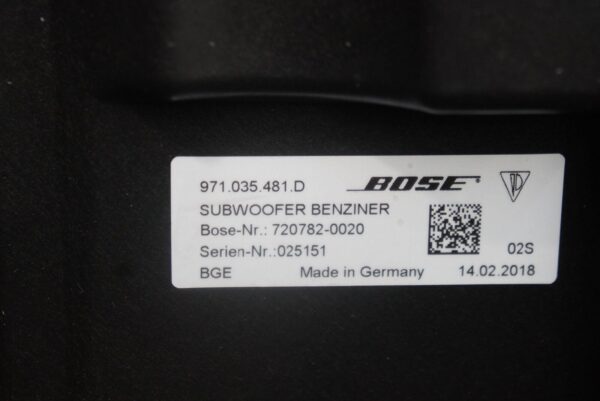 971.035.481.D BOSE
SUBWOOFER BENZINER
Bose-Nr.: 720782-0020
Serien-Nr.:025151 02S
BGE Made in Germany 14.02.2018